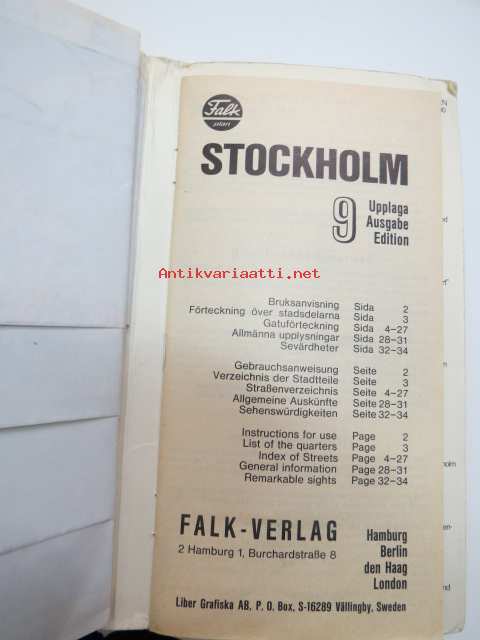 Falk
plan
STOCKHOLM
9 Upplaga
Ausgabe
Edition
Antikvariaatti.net
Bruksanvisning Sida 2
Förteckning över stadsdelarna Sida 3
Gatuförteckning Sida 4–27
Allmänna upplysningar Sida 28–31
Sevärdheter Sida 32–34
Gebrauchsanweisung Seite 2
Verzeichnis der Stadtteile Seite 3
Straßenverzeichnis Seite 4–27
Allgemeine Auskünfte Seite 28–31
Sehenswürdigkeiten Seite 32–34
Instructions for use Page 2
List of the quarters Page 3
Index of Streets Page 4–27
General information Page 28–31
Remarkable sights Page 32–34
FALK-VERLAG
2 Hamburg 1, Burchardstraße 8
Hamburg
Berlin
den Haag
London
Liber Grafiska AB. P. O. Box, S-16289 Vällingby, Sweden